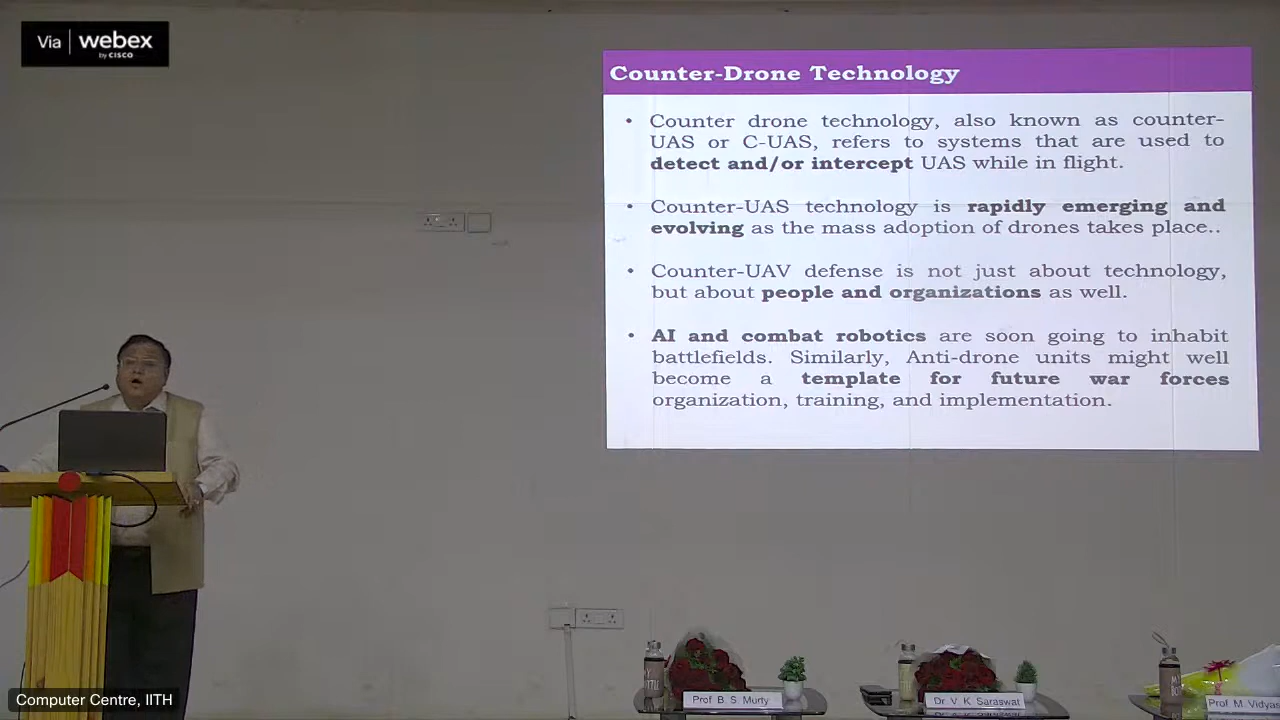 Via webex
by CISCO
Counter-Drone Technology
• Counter drone technology, also known as counter-
UAS or C-UAS, refers to systems that are used to
detect and/or intercept UAS while in flight.
• Counter-UAS technology is rapidly emerging and
evolving as the mass adoption of drones takes place..
• Counter-UAV defense is not just about technology,
but about people and organizations as well.
• AI and combat robotics are soon going to inhabit
battlefields. Similarly, Anti-drone units might well
become a template for future war forces
organization, training, and implementation.
Prof B S Murty
Dr. V. K. Saraswat
Prof M. Vidyas
Computer Centre, IITH